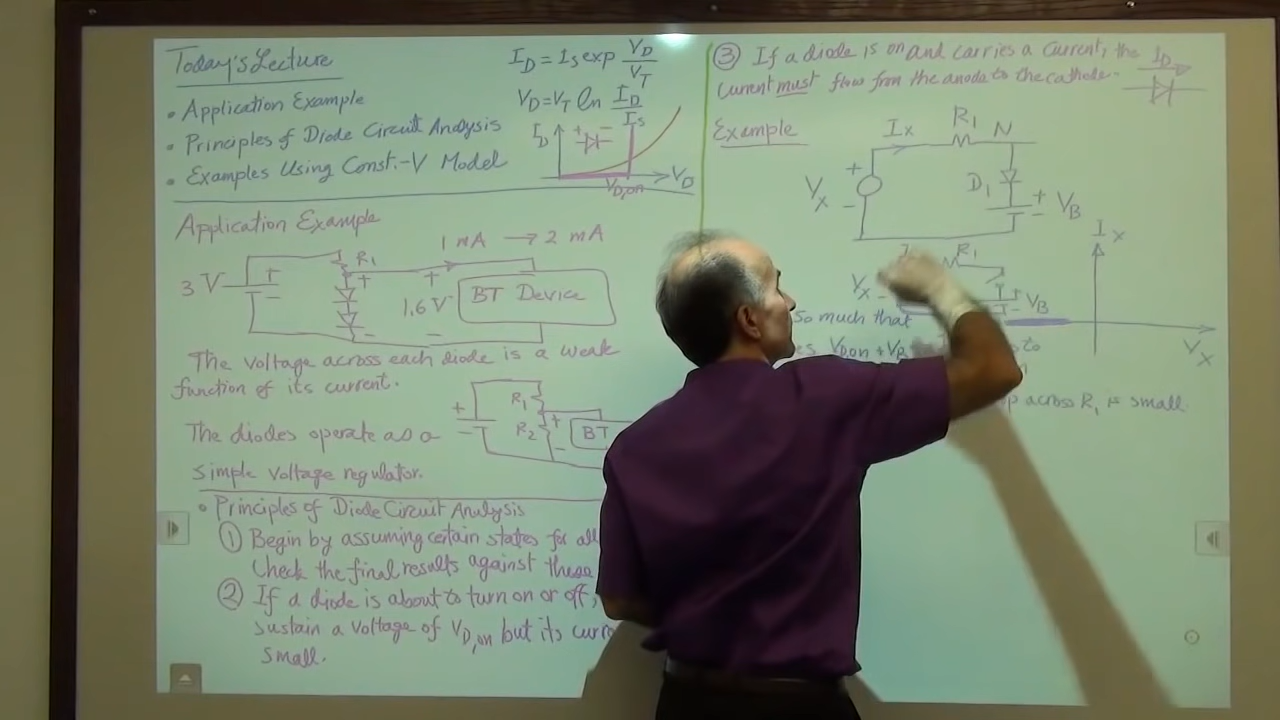 Today's Lecture
• Application Example
• Principles of Diode Circuit Analysis
• Examples Using Const.-V Model
I_D = I_S exp V_D/V_T
V_D = V_T ln I_D/I_S
I_D
+ −
V_D,on
V_D
Application Example
3 V
+
−
R1
+
−
1 mA → 2 mA
+
1.6 V
−
BT Device
The voltage across each diode is a weak
function of its current.
The diodes operate as a
simple voltage regulator.
+
−
R1
R2
+
−
BT
• Principles of Diode Circuit Analysis
① Begin by assuming certain states for all
Check the final results against these
② If a diode is about to turn on or off,
sustain a voltage of V_D,on but its
small.
③ If a diode is on and carries a current, the
current must flow from the anode to the cathode.
I_D
Example
I_X
R1
N
+
V_X
−
D1
+
−
V_B
R1
V_X
−
+
−
V_B
I_X
V_X
so much that
V_D,on + V_B
to
across R1 is small.